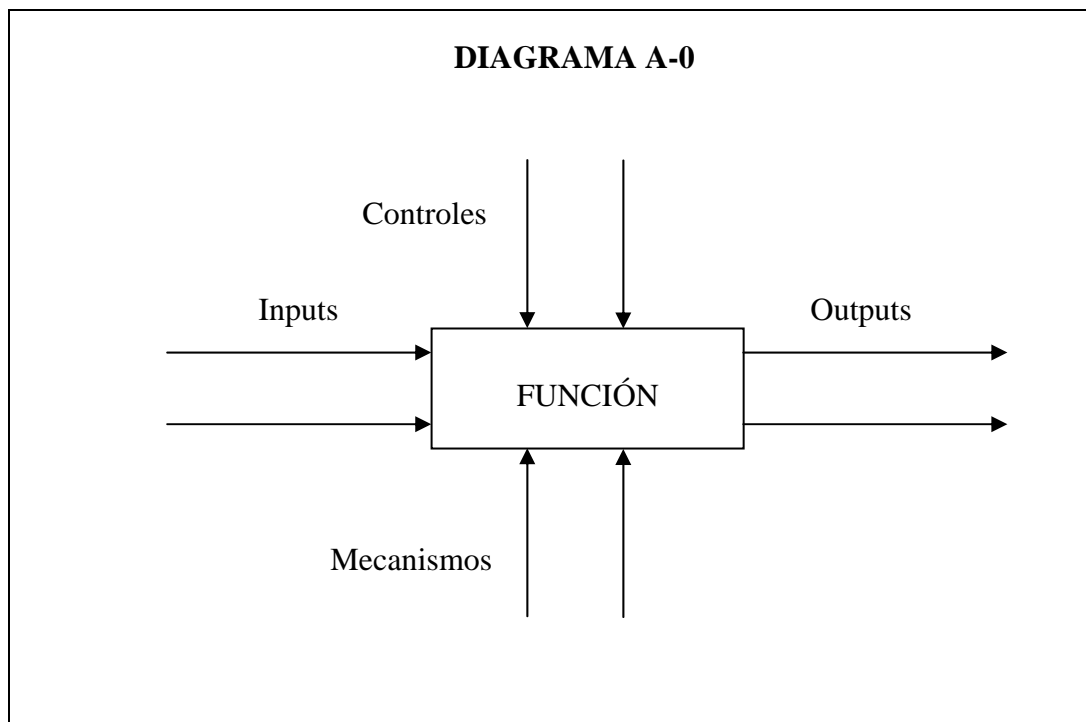 DIAGRAMA A-0
Controles
Inputs
Outputs
FUNCIÓN
Mecanismos